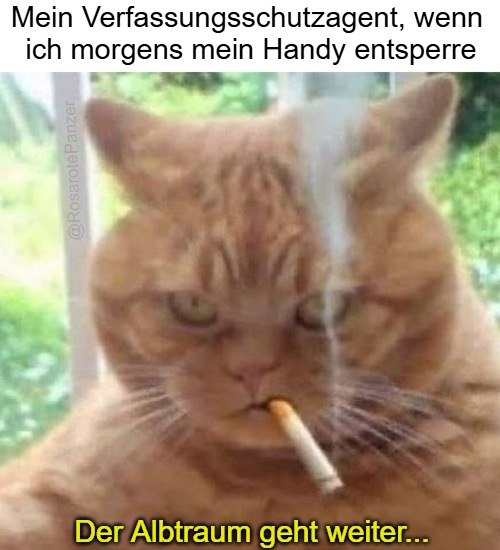 Mein Verfassungsschutzagent, wenn
ich morgens mein Handy entsperre
@RosarotePanzer
Der Albtraum geht weiter...